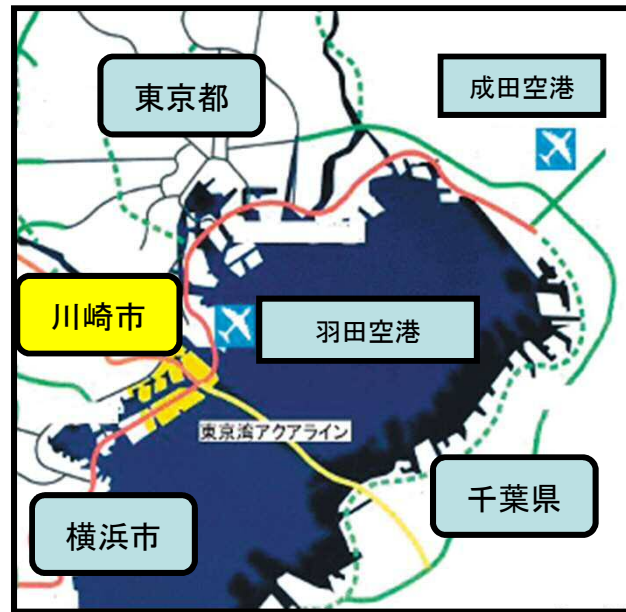 東京都
成田空港
川崎市
羽田空港
東京湾アクアライン
千葉県
横浜市